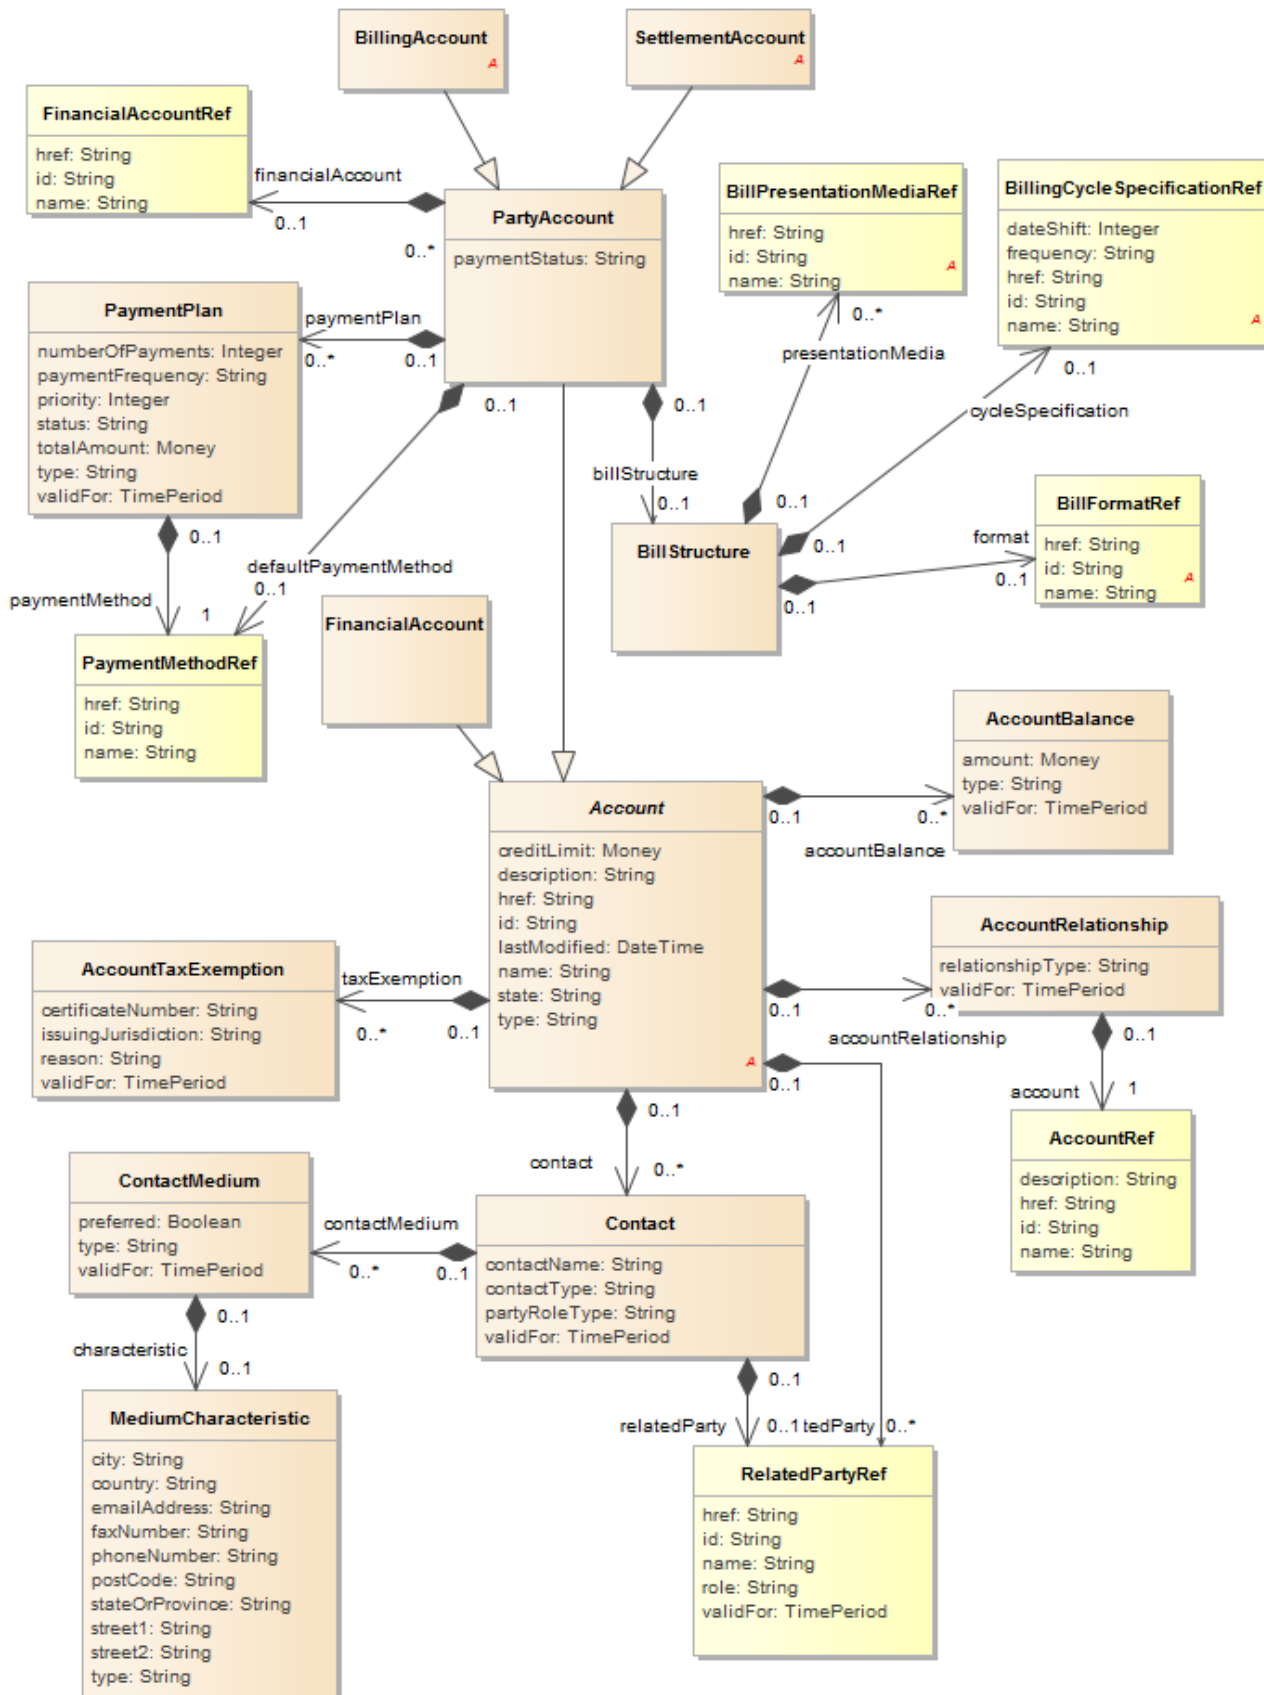 BillingAccount
A
SettlementAccount
A
FinancialAccountRef
href: String
id: String
name: String
financialAccount
0..1
0..*
PartyAccount
paymentStatus: String
BillPresentationMediaRef
href: String
id: String
name: String
A
BillingCycleSpecificationRef
dateShift: Integer
frequency: String
href: String
id: String
name: String
A
PaymentPlan
numberOfPayments: Integer
paymentFrequency: String
priority: Integer
status: String
totalAmount: Money
type: String
validFor: TimePeriod
paymentPlan
0..*
0..1
0..1
0..1
0..*
presentationMedia
0..1
cycleSpecification
billStructure
0..1
BillStructure
0..1
0..1
0..1
format
0..1
BillFormatRef
href: String
id: String
name: String
A
0..1
defaultPaymentMethod
0..1
paymentMethod
1
PaymentMethodRef
href: String
id: String
name: String
FinancialAccount
Account
creditLimit: Money
description: String
href: String
id: String
lastModified: DateTime
name: String
state: String
type: String
A
AccountBalance
amount: Money
type: String
validFor: TimePeriod
0..1
0..*
accountBalance
AccountRelationship
relationshipType: String
validFor: TimePeriod
0..1
0..*
accountRelationship
0..1
0..1
account
1
AccountRef
description: String
href: String
id: String
name: String
AccountTaxExemption
certificateNumber: String
issuingJurisdiction: String
reason: String
validFor: TimePeriod
taxExemption
0..*
0..1
0..1
contact
0..*
ContactMedium
preferred: Boolean
type: String
validFor: TimePeriod
contactMedium
0..*
0..1
Contact
contactName: String
contactType: String
partyRoleType: String
validFor: TimePeriod
0..1
characteristic
0..1
MediumCharacteristic
city: String
country: String
emailAddress: String
faxNumber: String
phoneNumber: String
postCode: String
stateOrProvince: String
street1: String
street2: String
type: String
0..1
relatedParty
0..1
tedParty
0..*
RelatedPartyRef
href: String
id: String
name: String
role: String
validFor: TimePeriod